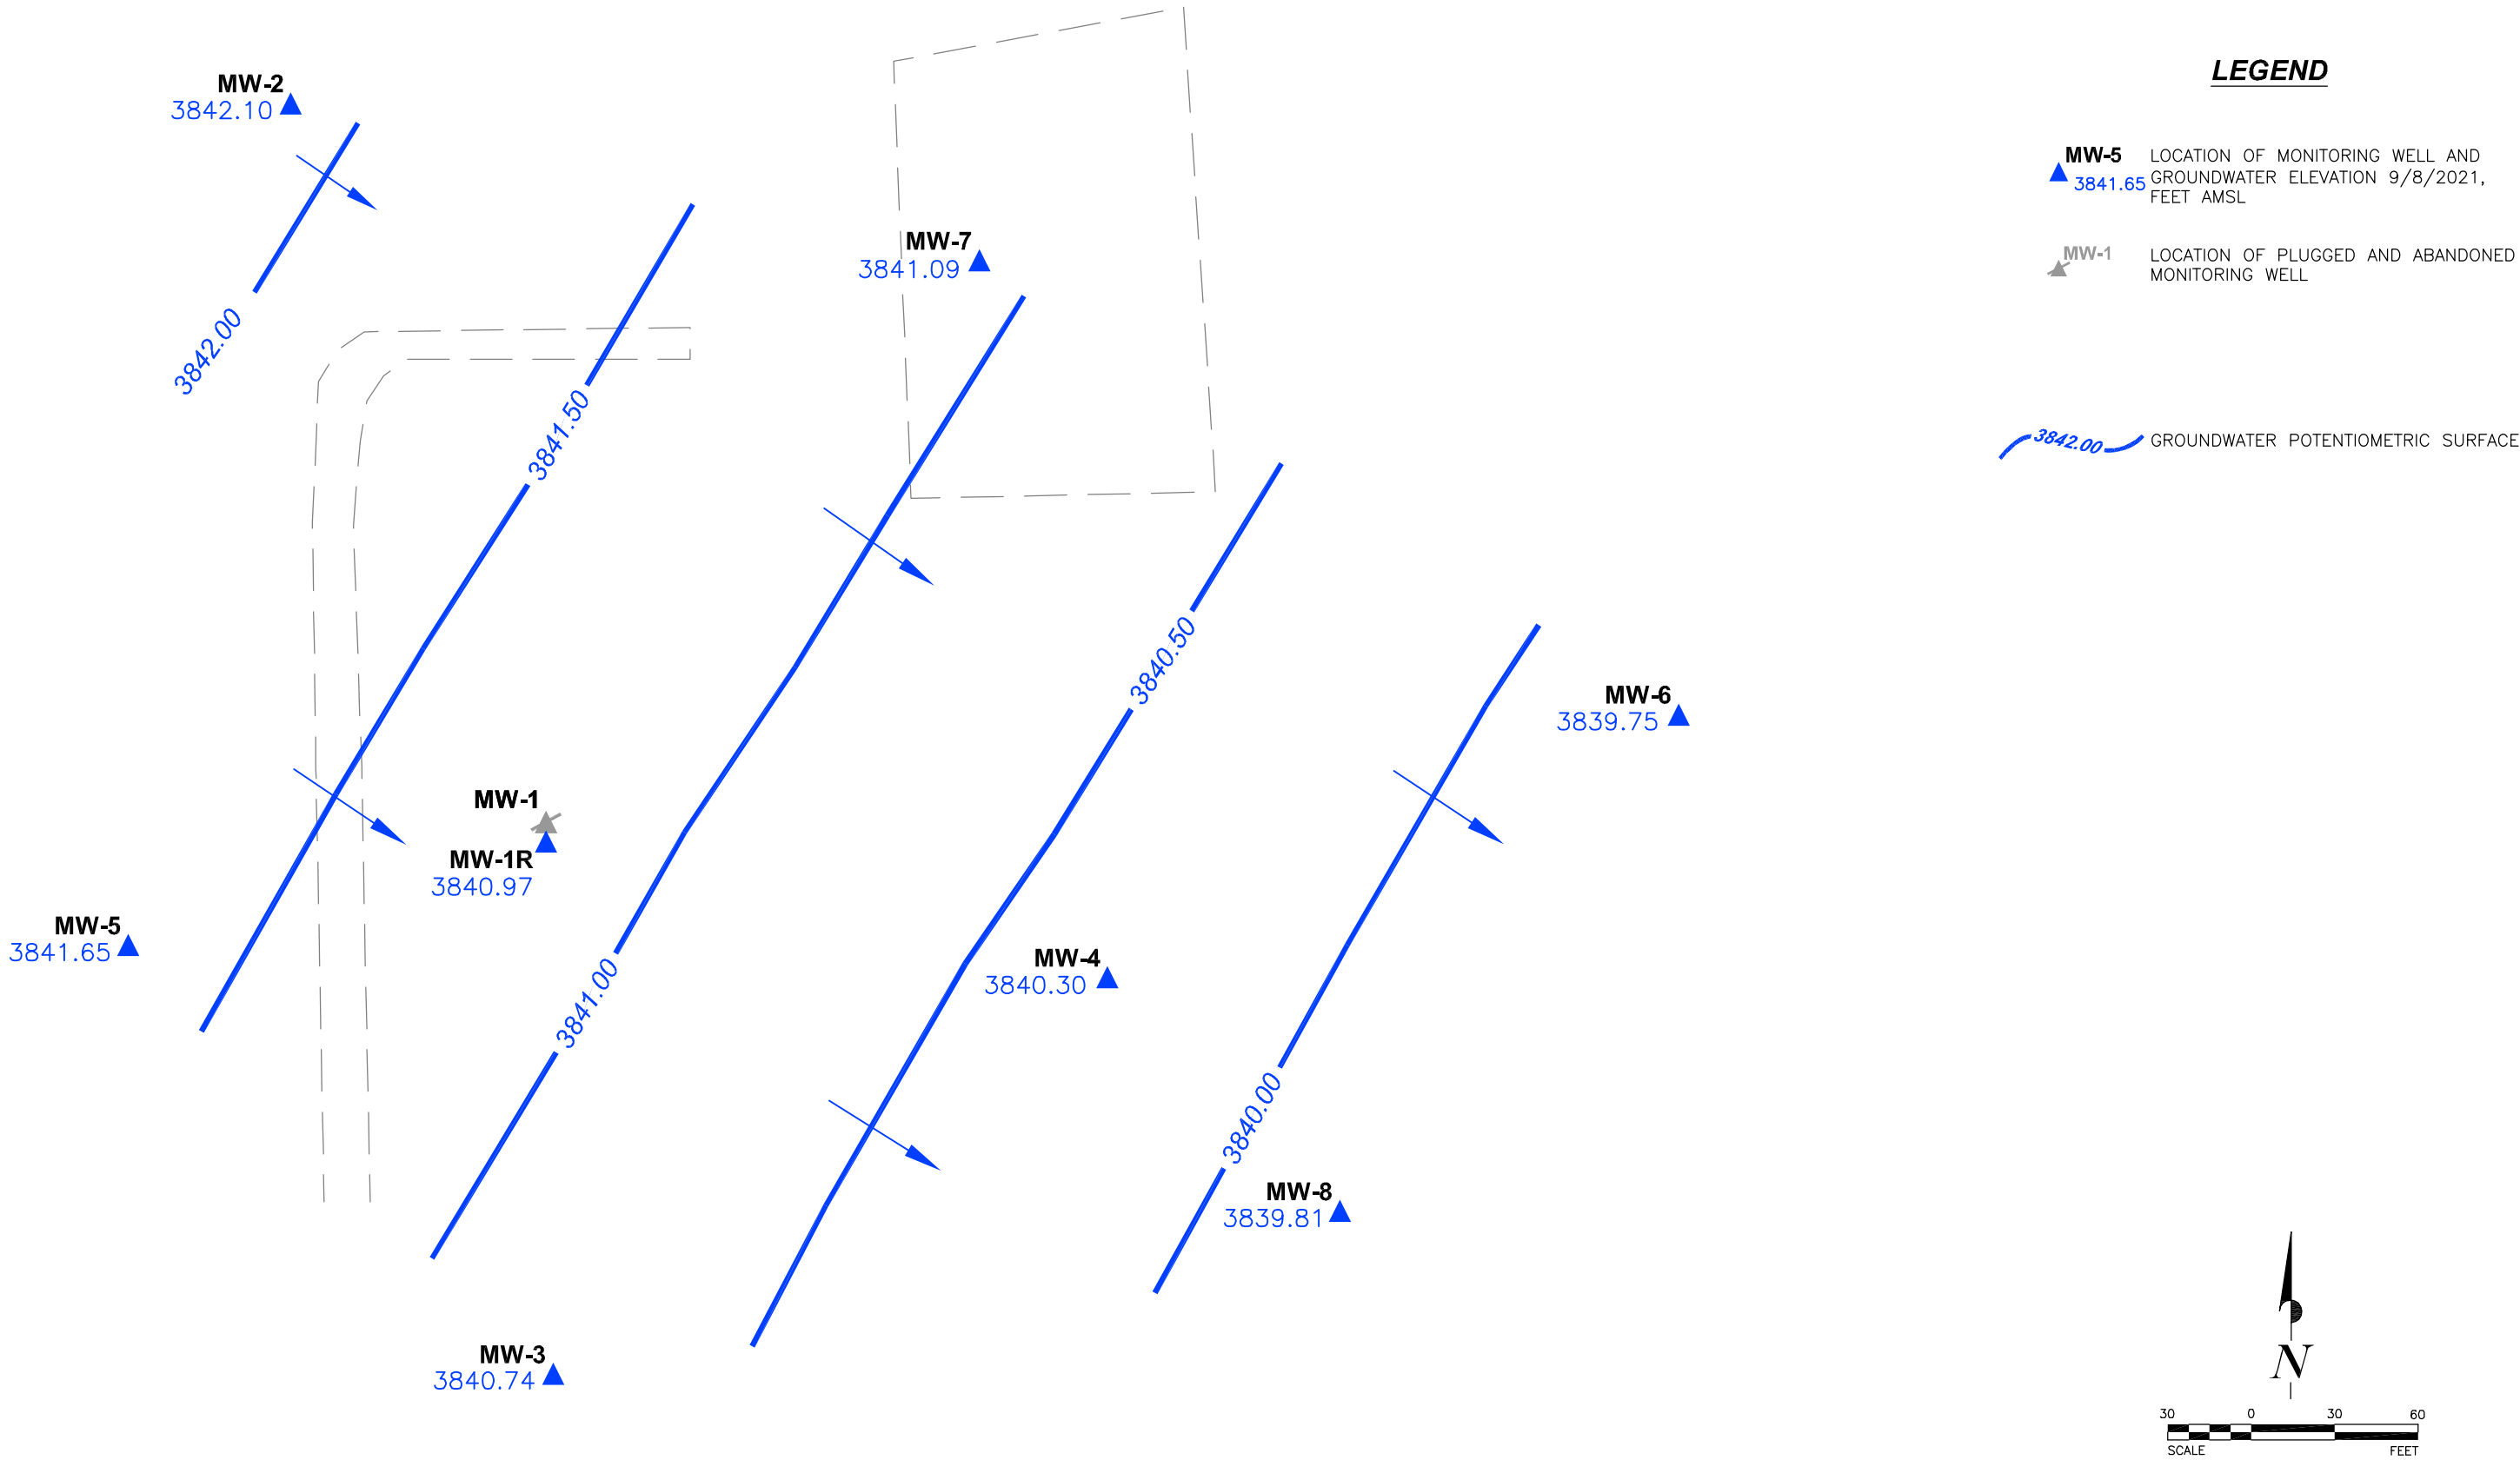 LEGEND
MW-2
3842.10
MW-5
3841.65
LOCATION OF MONITORING WELL AND
GROUNDWATER ELEVATION 9/8/2021,
FEET AMSL
MW-7
3841.09
MW-1
LOCATION OF PLUGGED AND ABANDONED
MONITORING WELL
3842.00
3841.50
3842.00
GROUNDWATER POTENTIOMETRIC SURFACE
3840.50
MW-6
3839.75
MW-1
MW-1R
3840.97
MW-5
3841.65
MW-4
3840.30
3841.00
3840.00
MW-8
3839.81
MW-3
3840.74
N
30 0 30 60
SCALE FEET